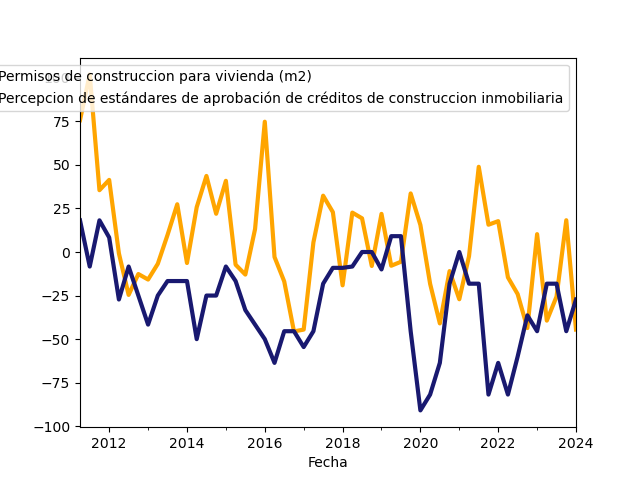 Permisos de construccion para vivienda (m2)
Percepcion de estándares de aprobación de créditos de construccion inmobiliaria
100
75
50
25
0
−25
−50
−75
−100
2012 2014 2016 2018 2020 2022 2024
Fecha